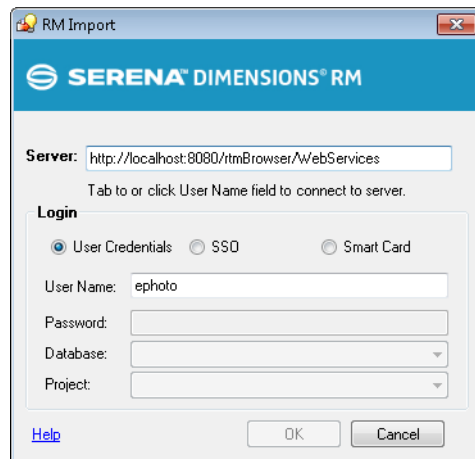 RM Import
SERENA™ DIMENSIONS® RM
Server: http://localhost:8080/rtmBrowser/WebServices
Tab to or click User Name field to connect to server.
Login
User Credentials SSO Smart Card
User Name: ephoto
Password:
Database:
Project:
Help OK Cancel